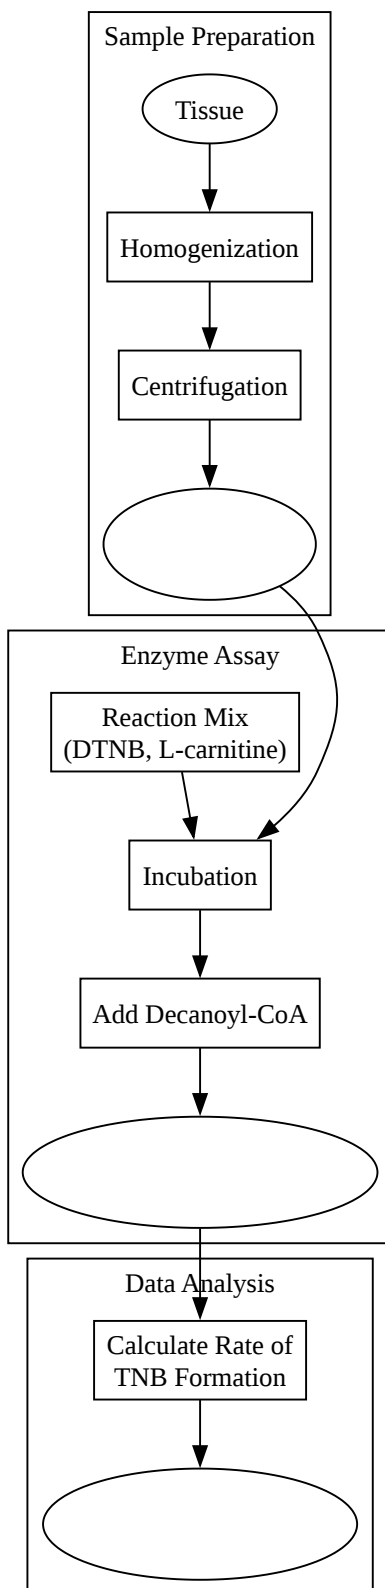 Sample Preparation
Tissue
Homogenization
Centrifugation
Enzyme Assay
Reaction Mix
(DTNB, L-carnitine)
Incubation
Add Decanoyl-CoA
Data Analysis
Calculate Rate of
TNB Formation